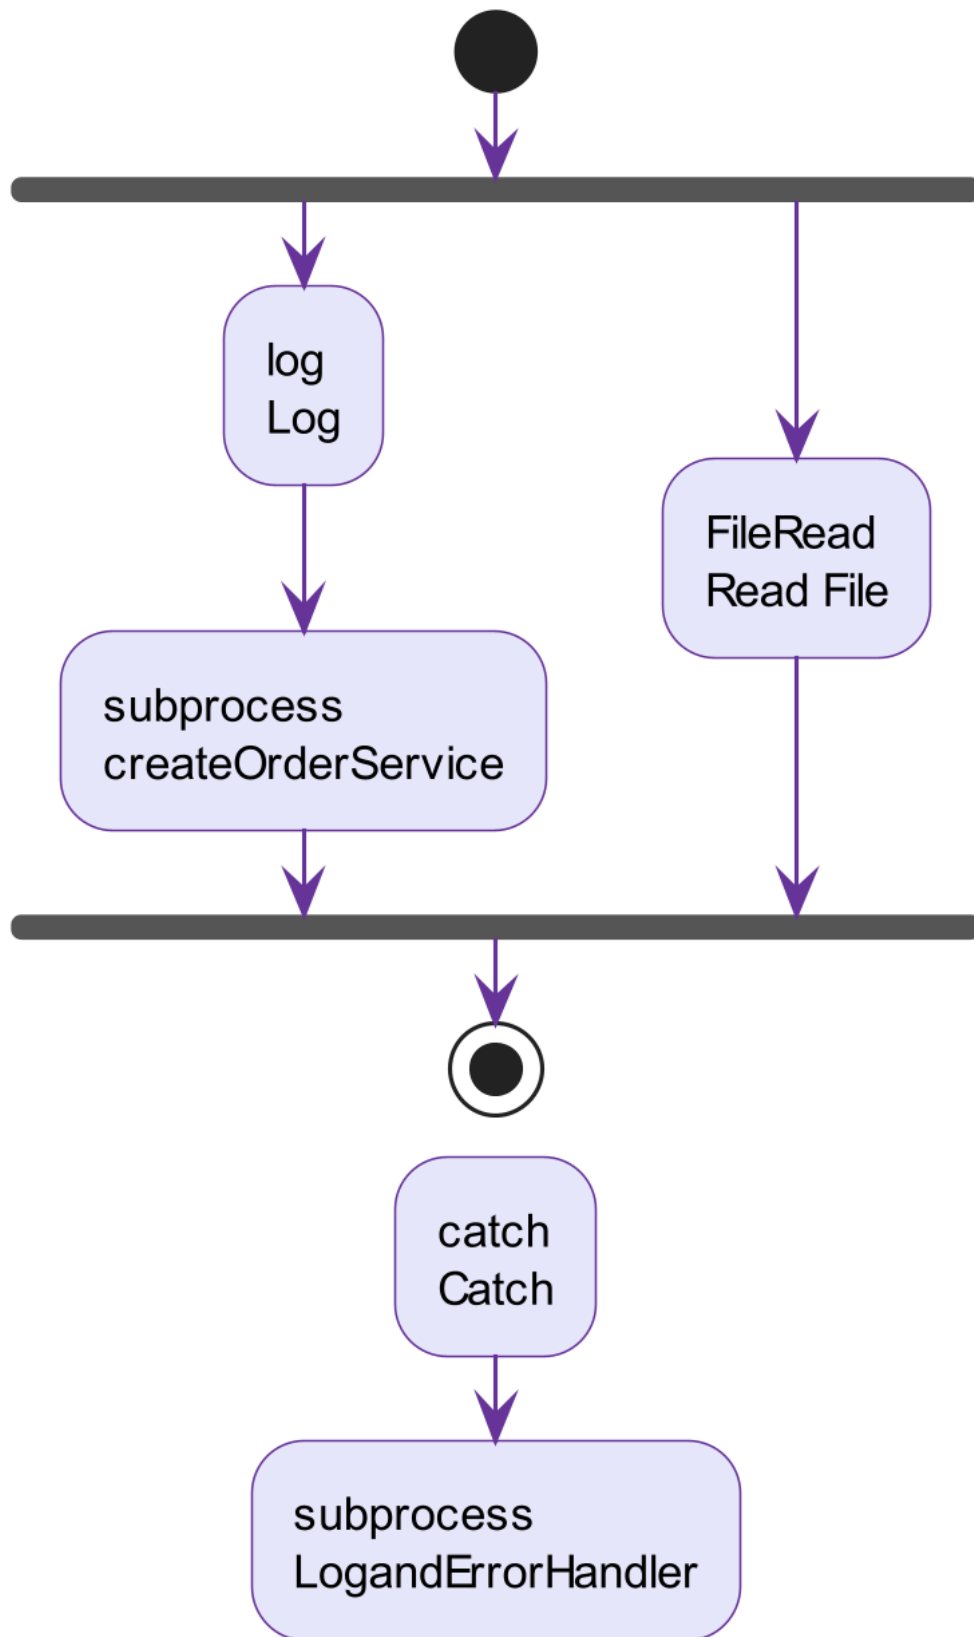 log
Log
FileRead
Read File
subprocess
createOrderService
catch
Catch
subprocess
LogandErrorHandler